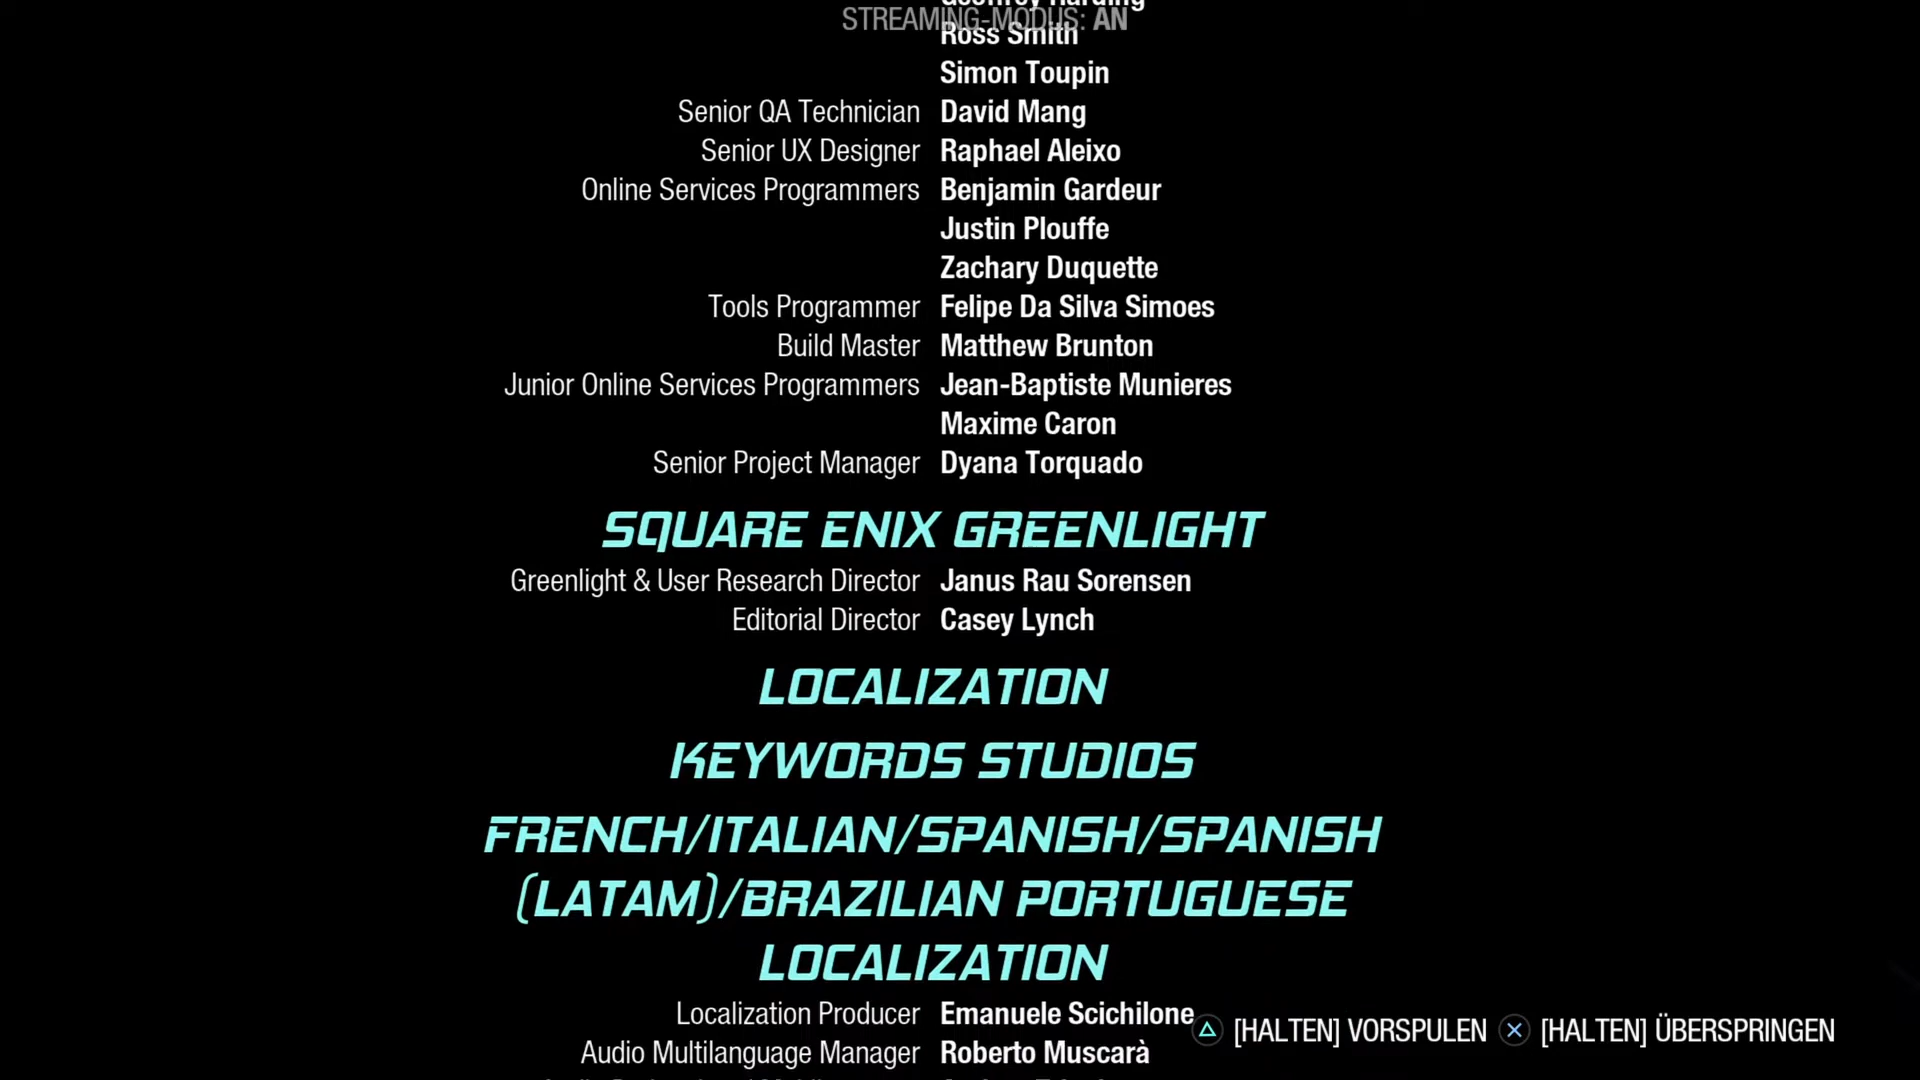 Geoffrey Harding
STREAMING-MODUS: AN
Ross Smith
Simon Toupin
Senior QA Technician David Mang
Senior UX Designer Raphael Aleixo
Online Services Programmers Benjamin Gardeur
Justin Plouffe
Zachary Duquette
Tools Programmer Felipe Da Silva Simoes
Build Master Matthew Brunton
Junior Online Services Programmers Jean-Baptiste Munieres
Maxime Caron
Senior Project Manager Dyana Torquado
SQUARE ENIX GREENLIGHT
Greenlight & User Research Director Janus Rau Sorensen
Editorial Director Casey Lynch
LOCALIZATION
KEYWORDS STUDIOS
FRENCH/ITALIAN/SPANISH/SPANISH
(LATAM)/BRAZILIAN PORTUGUESE
LOCALIZATION
Localization Producer Emanuele Scichilone
[HALTEN] VORSPULEN [HALTEN] ÜBERSPRINGEN
Audio Multilanguage Manager Roberto Muscarà